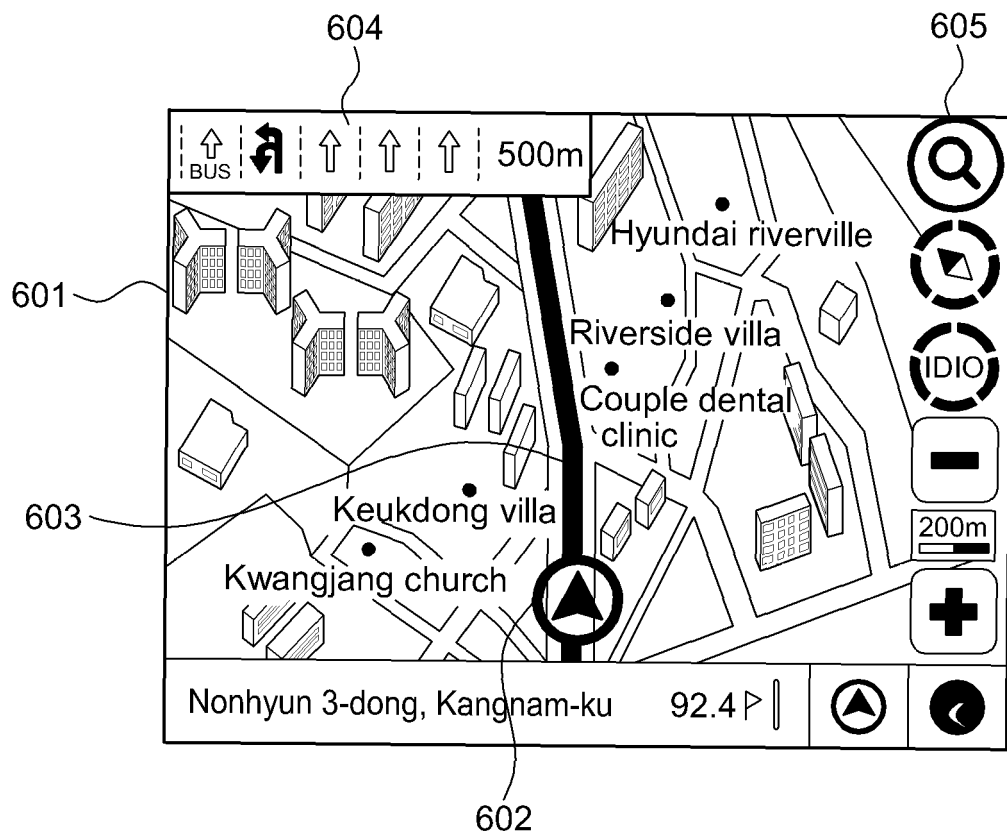 604
605
BUS
500m
Hyundai riverville
601
Riverside villa
IDIO
Couple dental
clinic
603
Keukdong villa
200m
Kwangjang church
Nonhyun 3-dong, Kangnam-ku 92.4
602